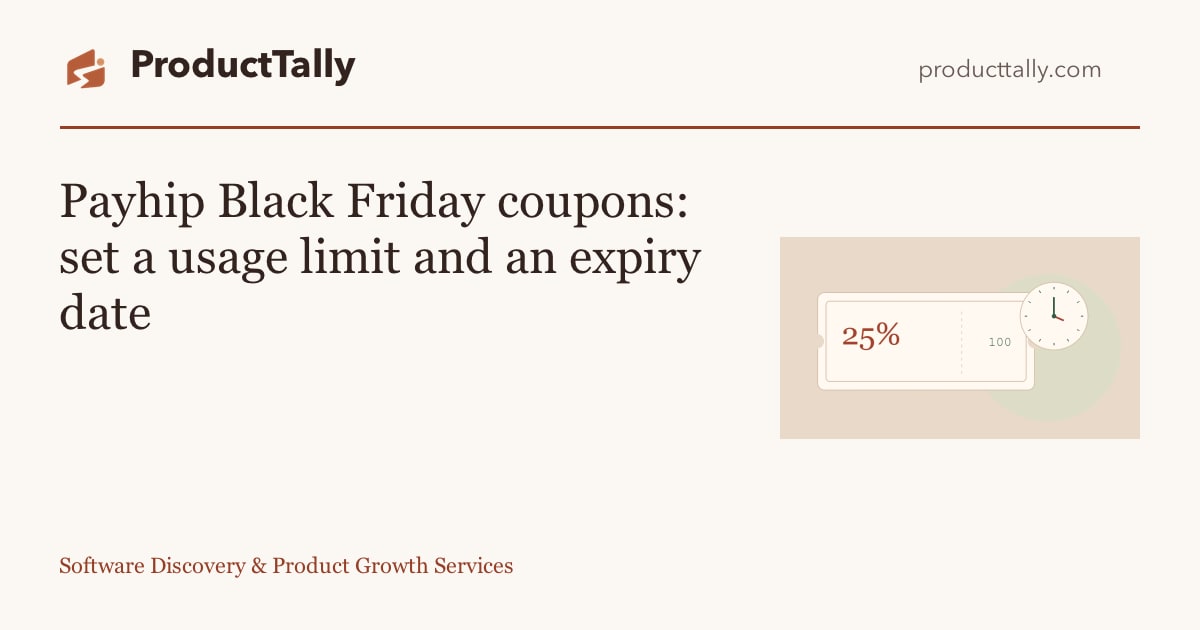 ProductTally
producttally.com
Payhip Black Friday coupons:
set a usage limit and an expiry
date
25%
100
Software Discovery & Product Growth Services